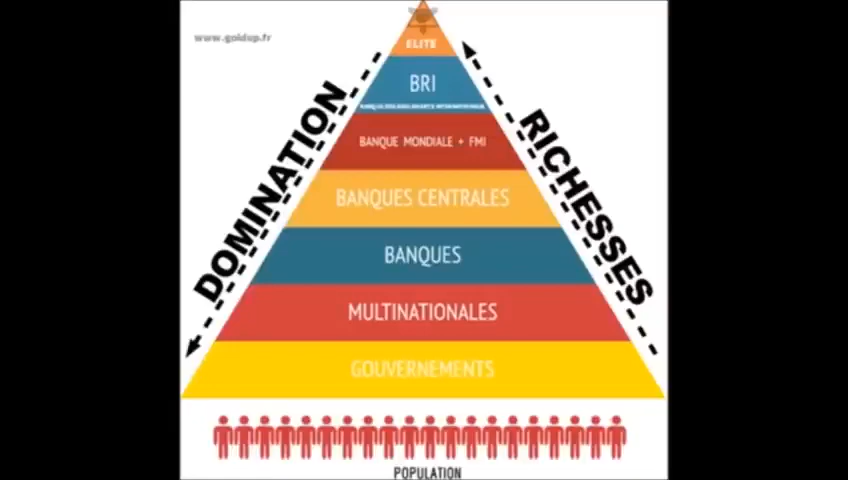 www.goldup.fr
ELITE
DOMINATION
RICHESSES
BRI
BANQUE MONDIALE + FMI
BANQUES CENTRALES
BANQUES
MULTINATIONALES
GOUVERNEMENTS
POPULATION